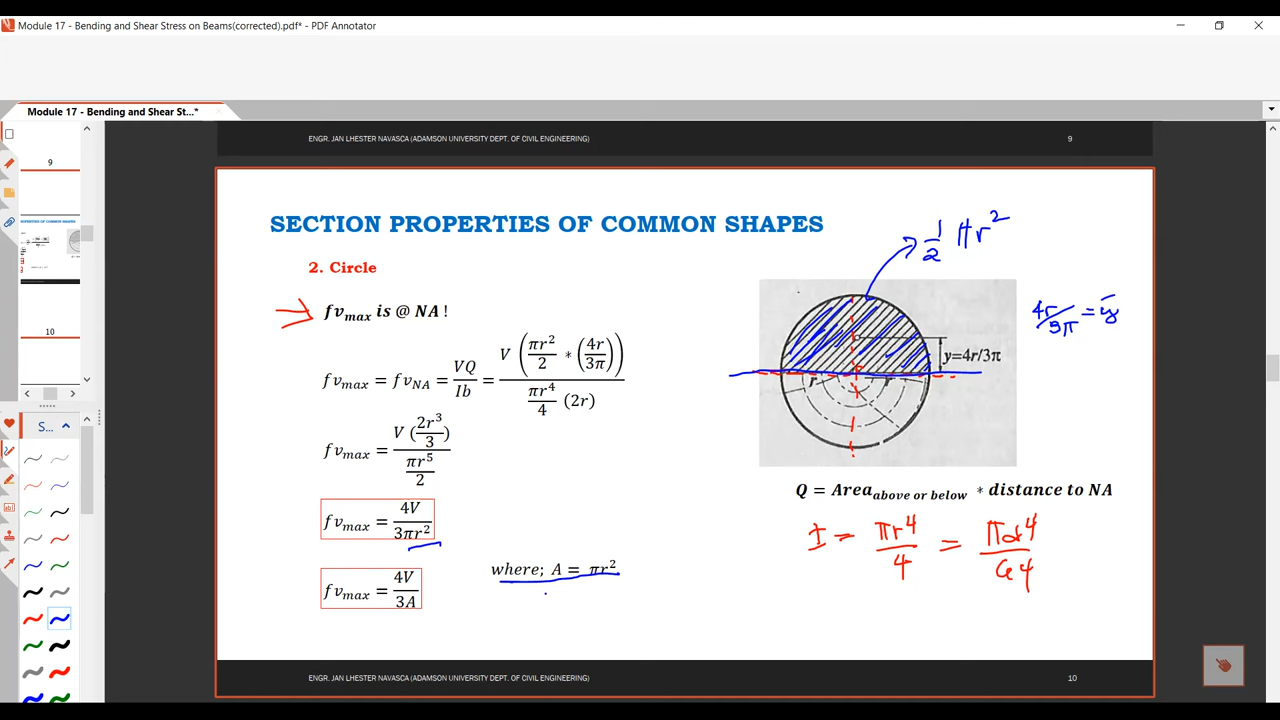 Module 17 - Bending and Shear Stress on Beams(corrected).pdf* - PDF Annotator
Module 17 - Bending and Shear St...*
ENGR. JAN LHESTER NAVASCA (ADAMSON UNIVERSITY DEPT. OF CIVIL ENGINEERING) 9
9
10
S...
SECTION PROPERTIES OF COMMON SHAPES
2. Circle
fv_max is @ NA!
fv_max = fv_NA = VQ/Ib = V (πr²/2 * (4r/3π)) / (πr⁴/4 (2r))
fv_max = V (2r³/3) / (πr⁵/2)
fv_max = 4V/3πr²
where; A = πr²
fv_max = 4V/3A
1/2 πr²
4r/3π = ȳ
y=4r/3π
r r
Q = Area_above or below * distance to NA
I = πr⁴/4 = πd⁴/64
ENGR. JAN LHESTER NAVASCA (ADAMSON UNIVERSITY DEPT. OF CIVIL ENGINEERING) 10